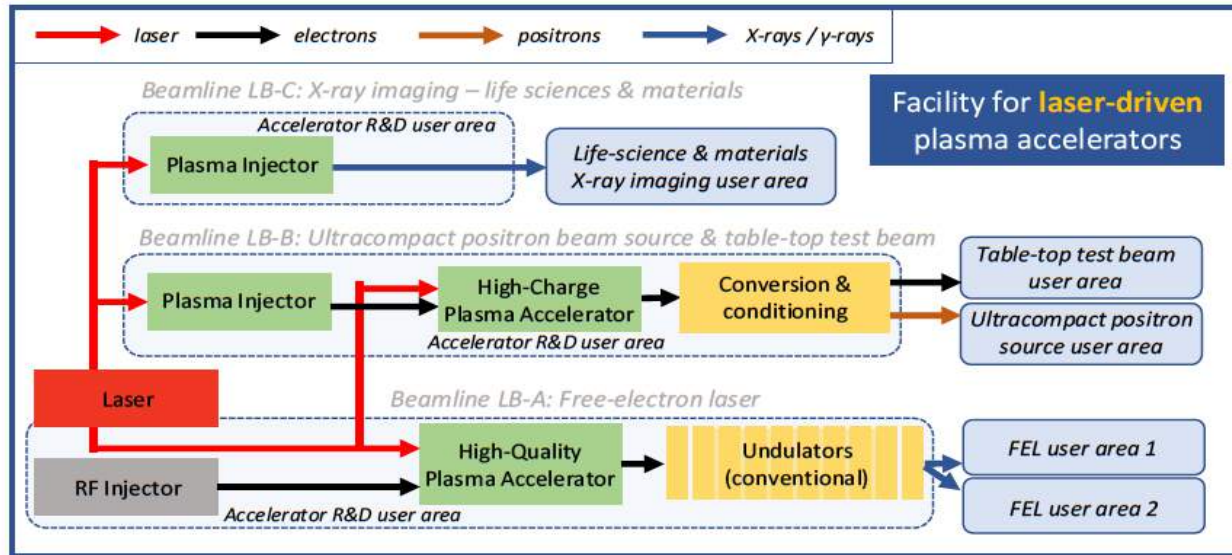 laser
electrons
positrons
X-rays / γ-rays
Facility for laser-driven
plasma accelerators
Beamline LB-C: X-ray imaging – life sciences & materials
Accelerator R&D user area
Plasma Injector
Life-science & materials
X-ray imaging user area
Beamline LB-B: Ultracompact positron beam source & table-top test beam
Plasma Injector
High-Charge
Plasma Accelerator
Conversion &
conditioning
Accelerator R&D user area
Table-top test beam
user area
Ultracompact positron
source user area
Laser
Beamline LB-A: Free-electron laser
RF Injector
High-Quality
Plasma Accelerator
Undulators
(conventional)
Accelerator R&D user area
FEL user area 1
FEL user area 2